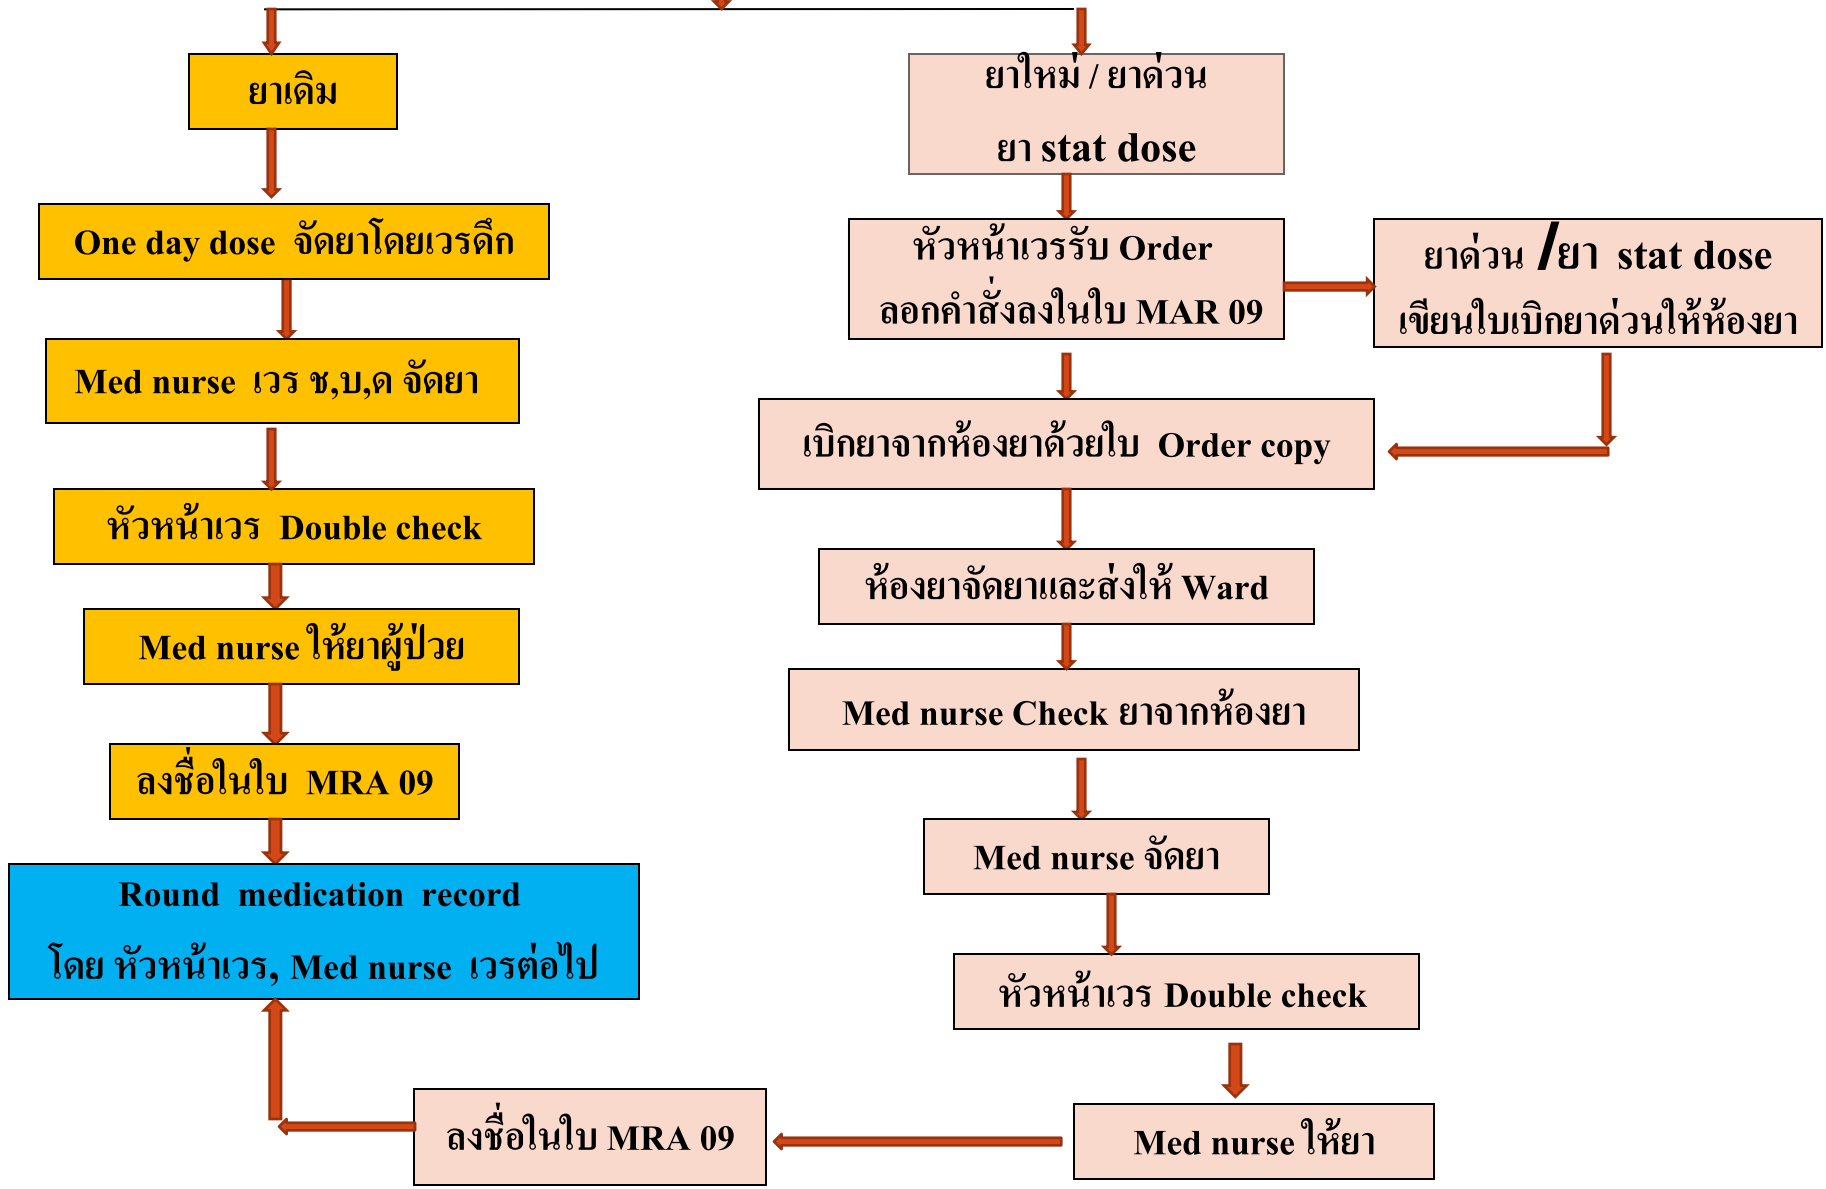 ยาเดิม
One day dose จัดยาโดยเวรดึก
Med nurse เวร ช,บ,ด จัดยา
หัวหน้าเวร Double check
Med nurse ให้ยาผู้ป่วย
ลงชื่อในใบ MRA 09
Round medication record
โดย หัวหน้าเวร, Med nurse เวรต่อไป
ยาใหม่ / ยาด่วน
ยา stat dose
หัวหน้าเวรรับ Order
ลอกคำสั่งลงในใบ MAR 09
ยาด่วน /ยา stat dose
เขียนใบเบิกยาด่วนให้ห้องยา
เบิกยาจากห้องยาด้วยใบ Order copy
ห้องยาจัดยาและส่งให้ Ward
Med nurse Check ยาจากห้องยา
Med nurse จัดยา
หัวหน้าเวร Double check
Med nurse ให้ยา
ลงชื่อในใบ MRA 09